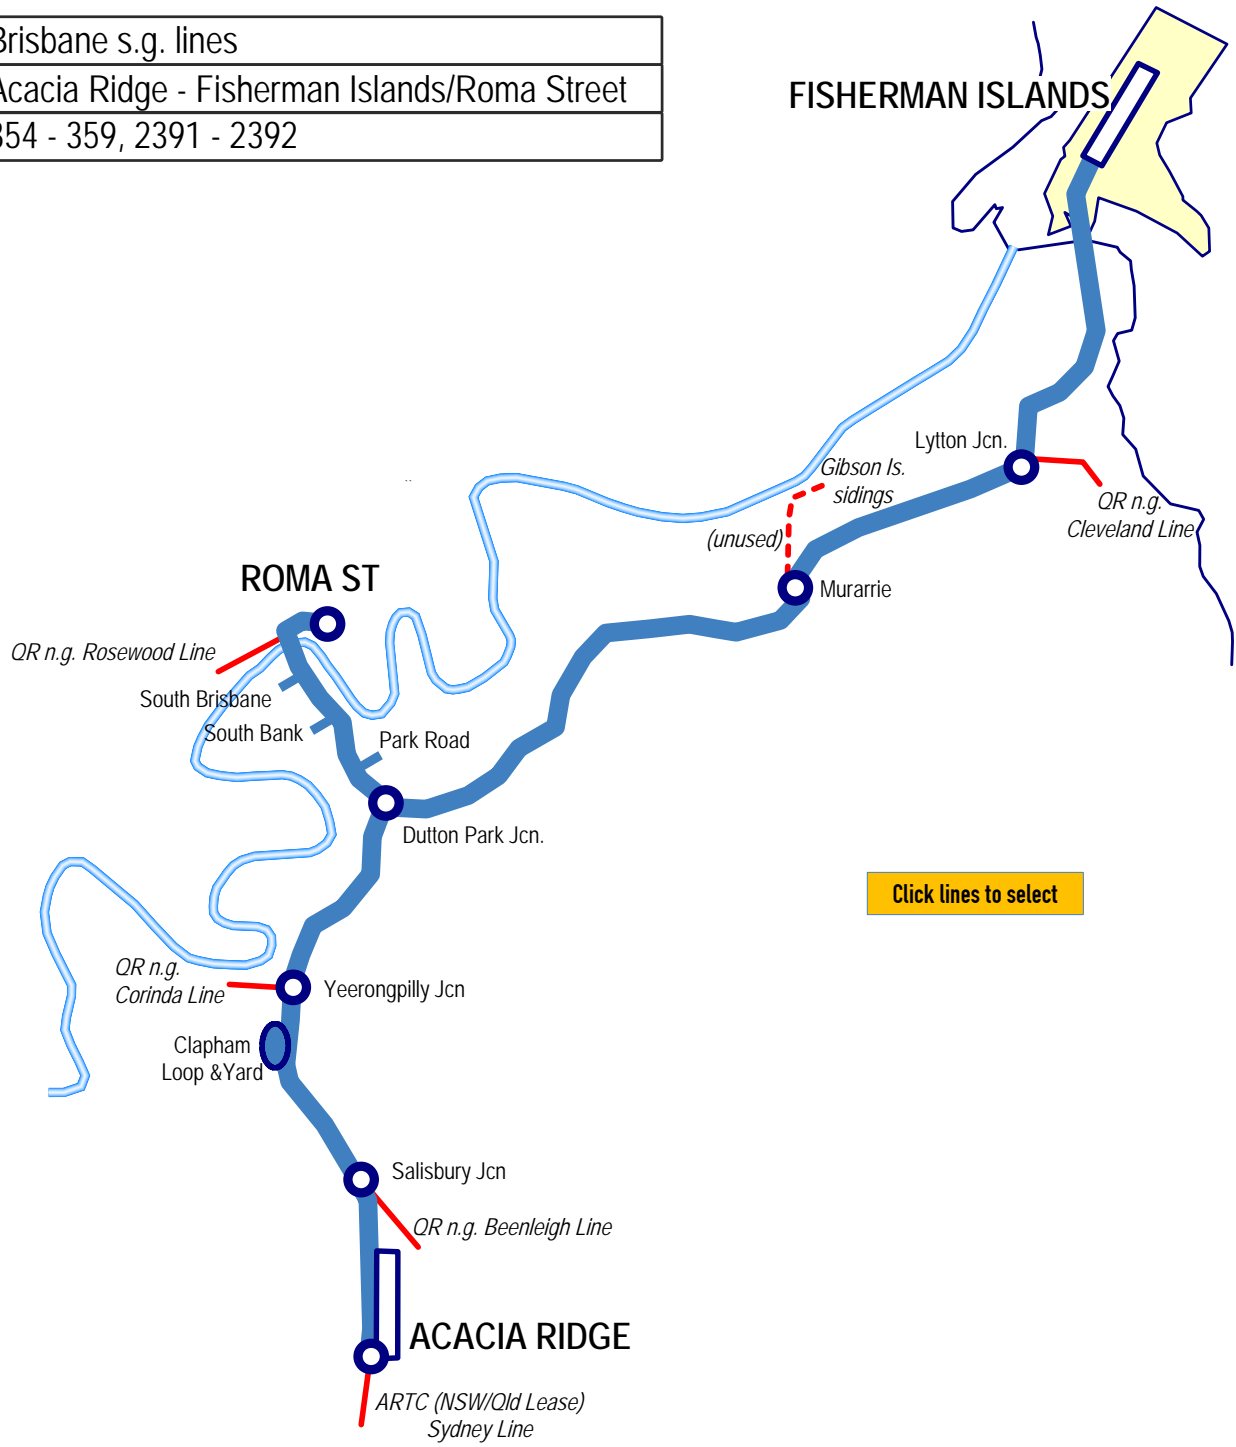 Brisbane s.g. lines
Acacia Ridge - Fisherman Islands/Roma Street
354 - 359, 2391 - 2392
FISHERMAN ISLANDS
Lytton Jcn.
Gibson Is.
sidings
QR n.g.
Cleveland Line
(unused)
Murarrie
ROMA ST
QR n.g. Rosewood Line
South Brisbane
South Bank
Park Road
Dutton Park Jcn.
Click lines to select
QR n.g.
Corinda Line
Yeerongpilly Jcn
Clapham
Loop &Yard
Salisbury Jcn
QR n.g. Beenleigh Line
ACACIA RIDGE
ARTC (NSW/Qld Lease)
Sydney Line